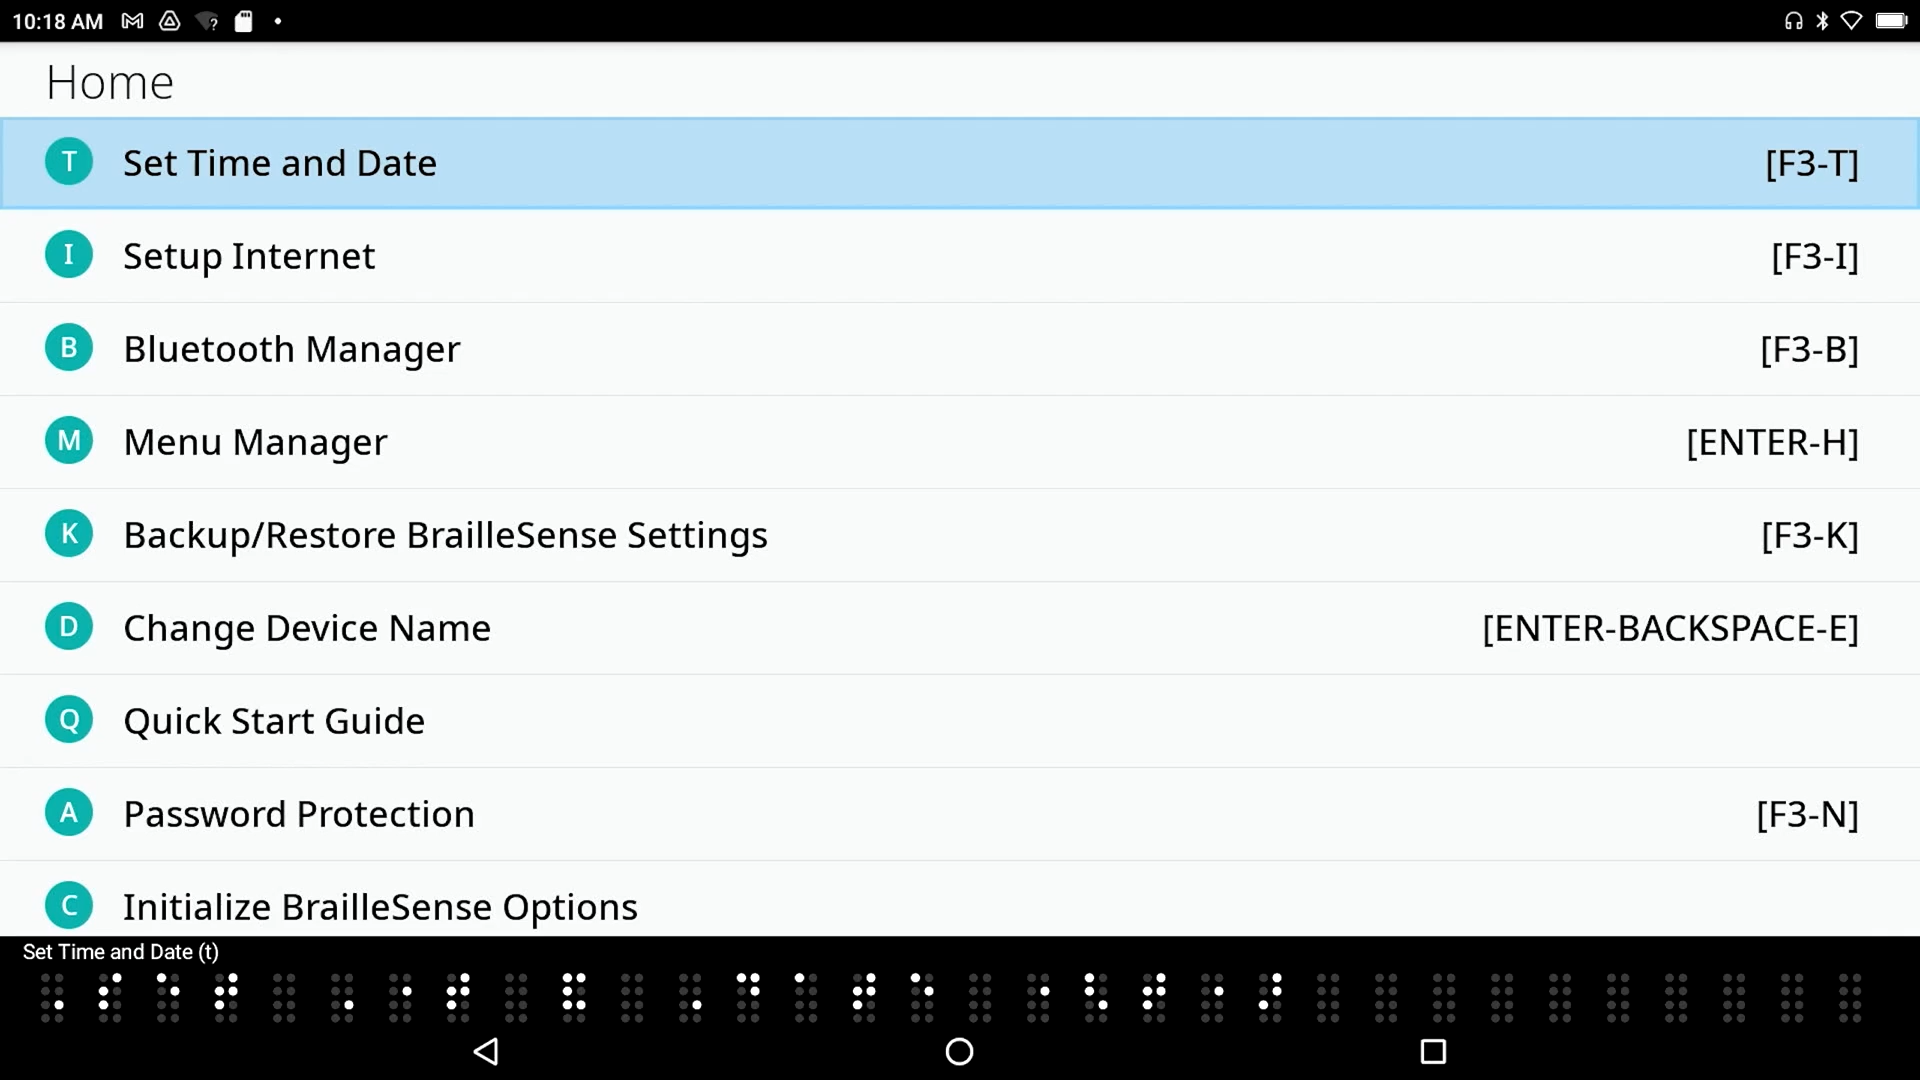 10:18 AM
Home
T Set Time and Date [F3-T]
I Setup Internet [F3-I]
B Bluetooth Manager [F3-B]
M Menu Manager [ENTER-H]
K Backup/Restore BrailleSense Settings [F3-K]
D Change Device Name [ENTER-BACKSPACE-E]
Q Quick Start Guide
A Password Protection [F3-N]
C Initialize BrailleSense Options
Set Time and Date (t)
⠠⠎⠑⠞ ⠠⠐⠞ ⠯ ⠠⠙⠁⠞⠑ ⠐⠣⠞⠐⠜